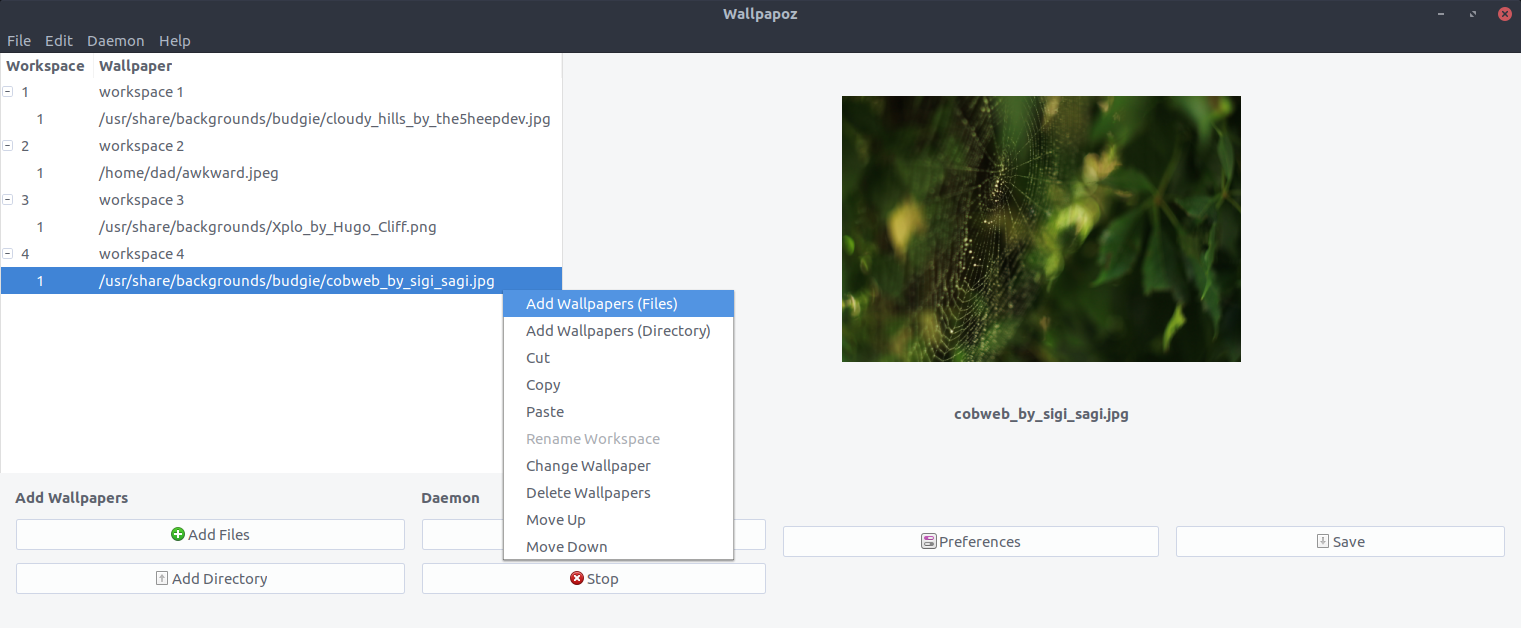 Wallpapoz
File Edit Daemon Help
Workspace Wallpaper
1 workspace 1
1 /usr/share/backgrounds/budgie/cloudy_hills_by_the5heepdev.jpg
2 workspace 2
1 /home/dad/awkward.jpeg
3 workspace 3
1 /usr/share/backgrounds/Xplo_by_Hugo_Cliff.png
4 workspace 4
1 /usr/share/backgrounds/budgie/cobweb_by_sigi_sagi.jpg
Add Wallpapers (Files)
Add Wallpapers (Directory)
Cut
Copy
Paste
Rename Workspace
Change Wallpaper
Delete Wallpapers
Move Up
Move Down
cobweb_by_sigi_sagi.jpg
Add Wallpapers
Add Files
Add Directory
Daemon
Stop
Preferences
Save